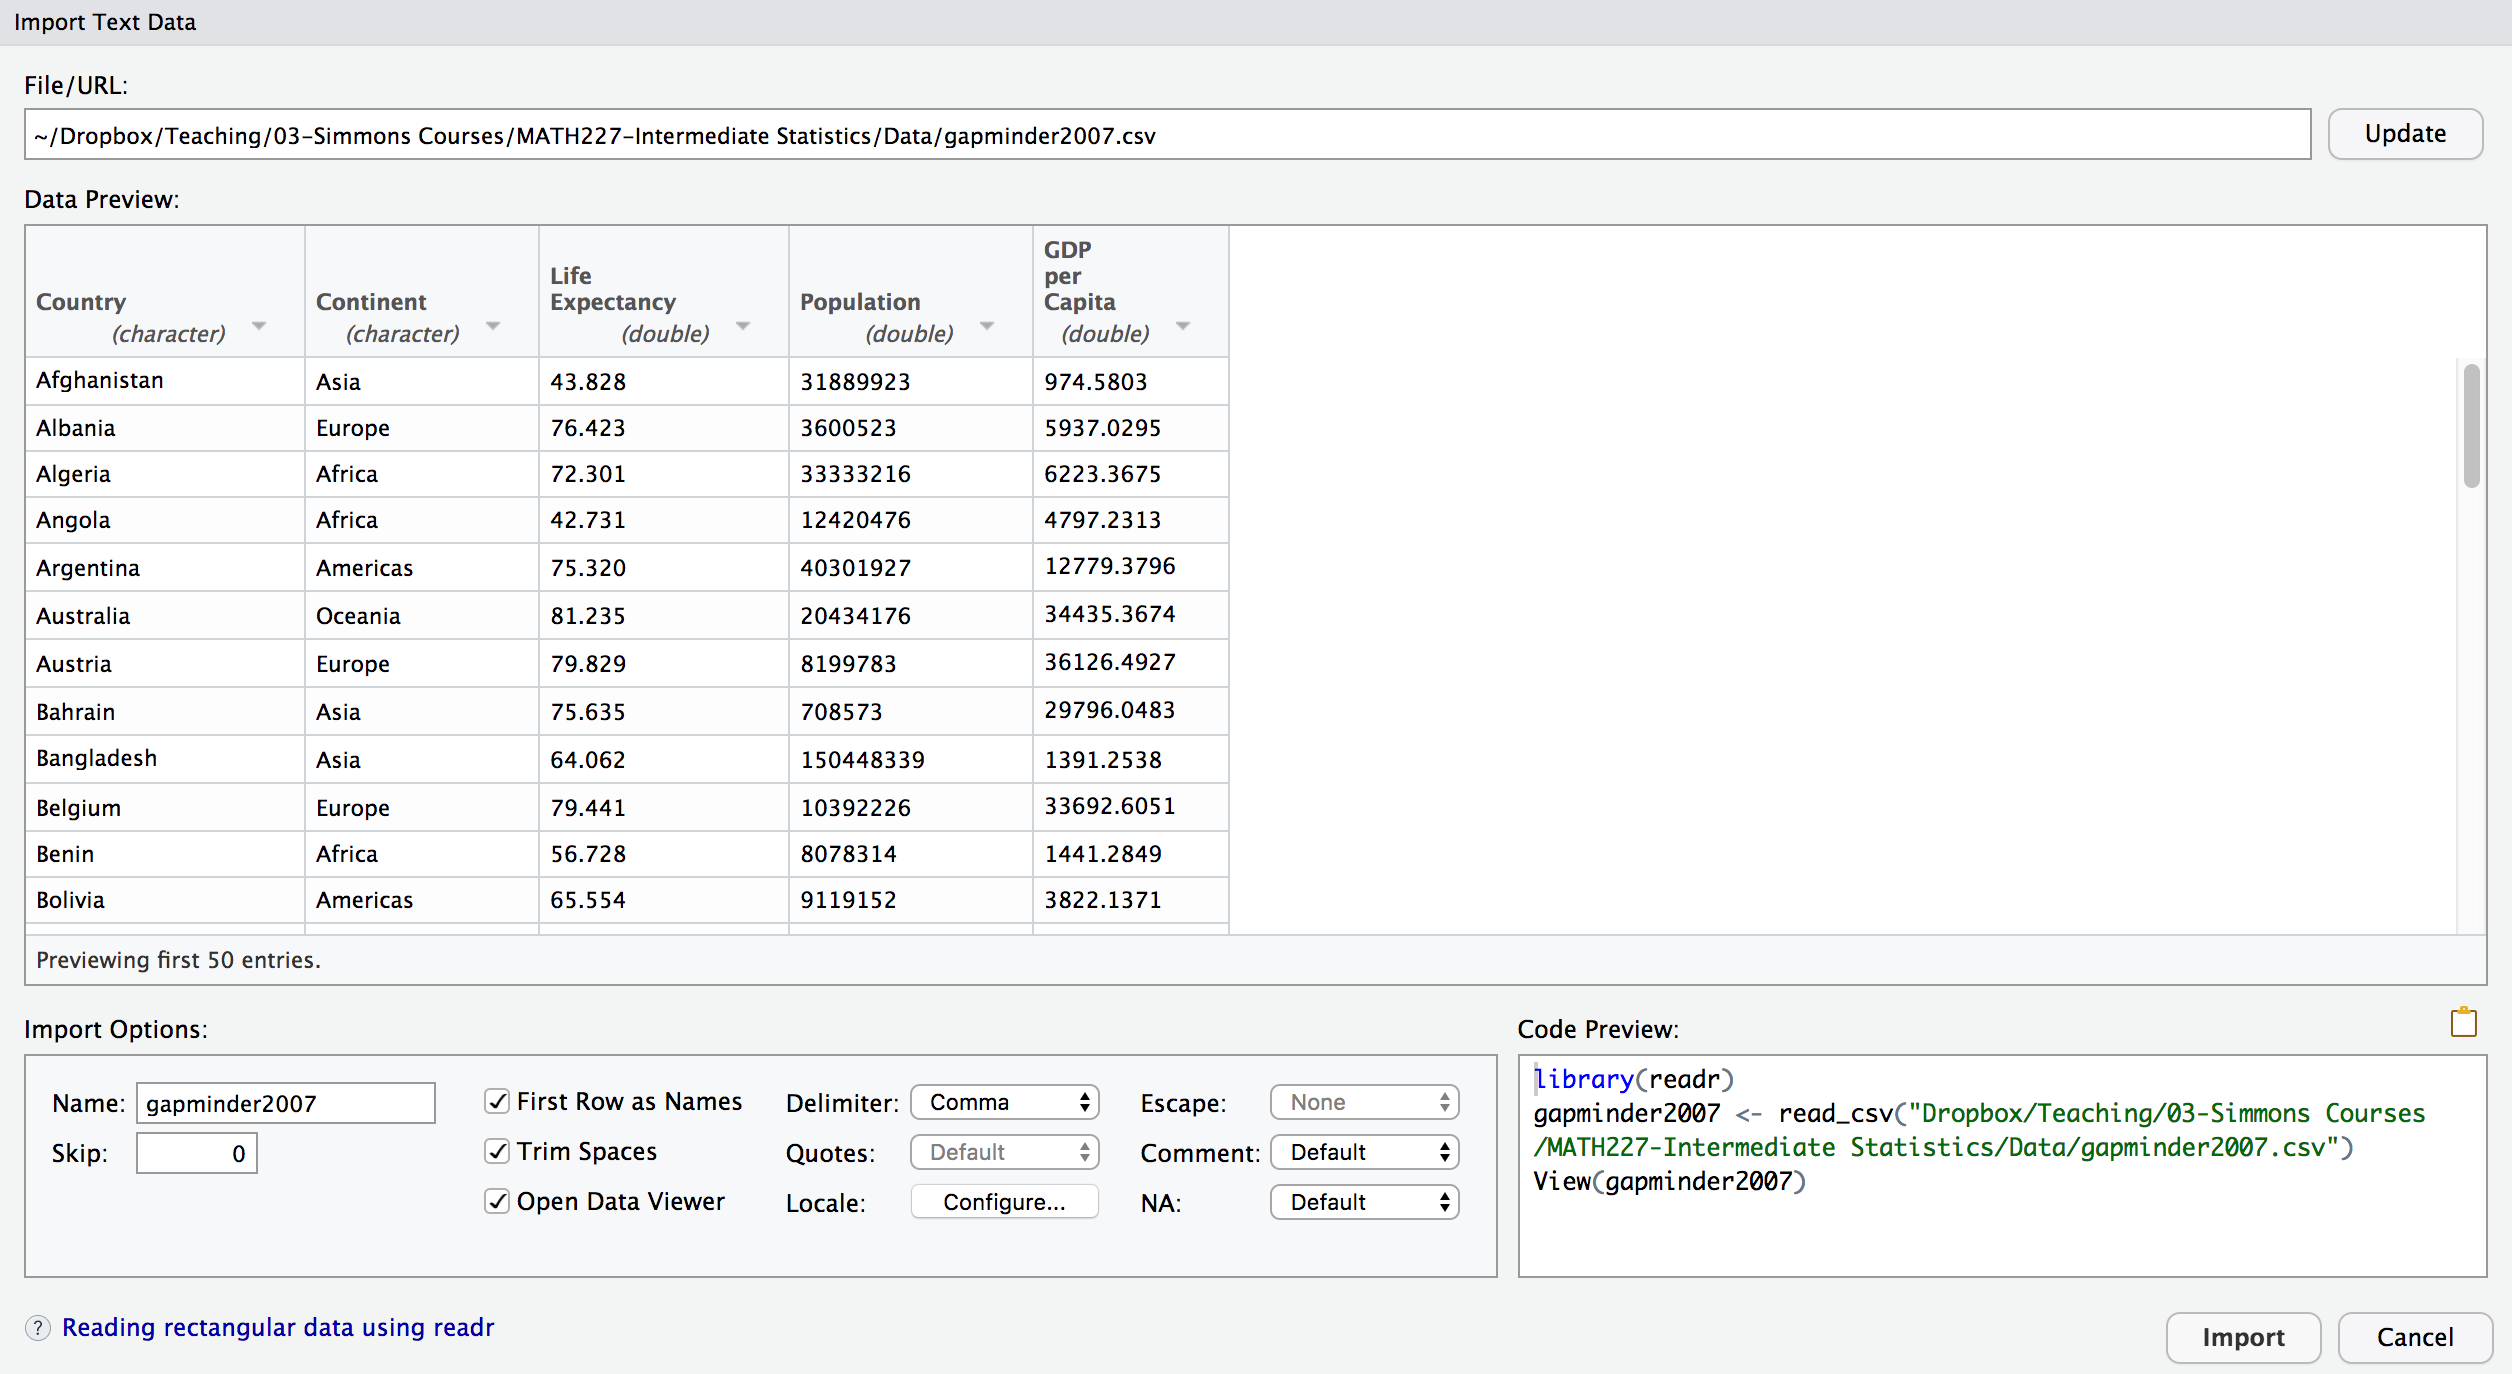 Import Text Data
File/URL:
~/Dropbox/Teaching/03-Simmons Courses/MATH227-Intermediate Statistics/Data/gapminder2007.csv
Update
Data Preview:
Country (character)
Continent (character)
Life Expectancy (double)
Population (double)
GDP per Capita (double)
Afghanistan Asia 43.828 31889923 974.5803
Albania Europe 76.423 3600523 5937.0295
Algeria Africa 72.301 33333216 6223.3675
Angola Africa 42.731 12420476 4797.2313
Argentina Americas 75.320 40301927 12779.3796
Australia Oceania 81.235 20434176 34435.3674
Austria Europe 79.829 8199783 36126.4927
Bahrain Asia 75.635 708573 29796.0483
Bangladesh Asia 64.062 150448339 1391.2538
Belgium Europe 79.441 10392226 33692.6051
Benin Africa 56.728 8078314 1441.2849
Bolivia Americas 65.554 9119152 3822.1371
Previewing first 50 entries.
Import Options:
Name: gapminder2007
Skip: 0
First Row as Names
Trim Spaces
Open Data Viewer
Delimiter: Comma
Quotes: Default
Locale: Configure...
Escape: None
Comment: Default
NA: Default
Code Preview:
library(readr)
gapminder2007 <- read_csv("Dropbox/Teaching/03-Simmons Courses
/MATH227-Intermediate Statistics/Data/gapminder2007.csv")
View(gapminder2007)
? Reading rectangular data using readr
Import
Cancel